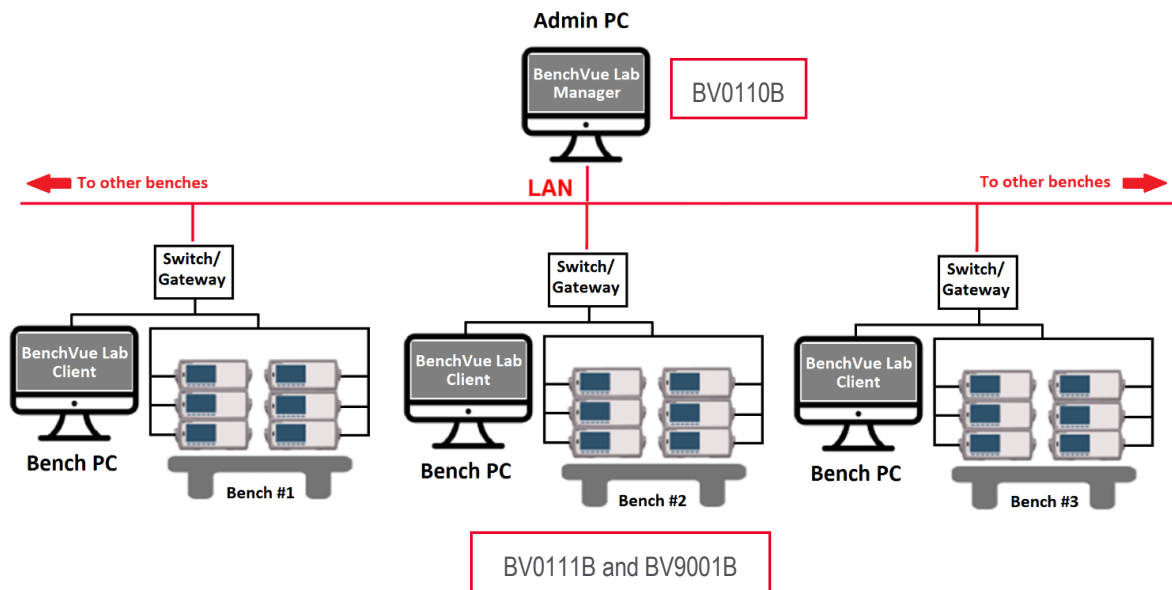 Admin PC
BenchVue Lab
Manager
BV0110B
To other benches
LAN
To other benches
Switch/
Gateway
Switch/
Gateway
Switch/
Gateway
BenchVue Lab
Client
BenchVue Lab
Client
BenchVue Lab
Client
Bench PC
Bench #1
Bench PC
Bench #2
Bench PC
Bench #3
BV0111B and BV9001B